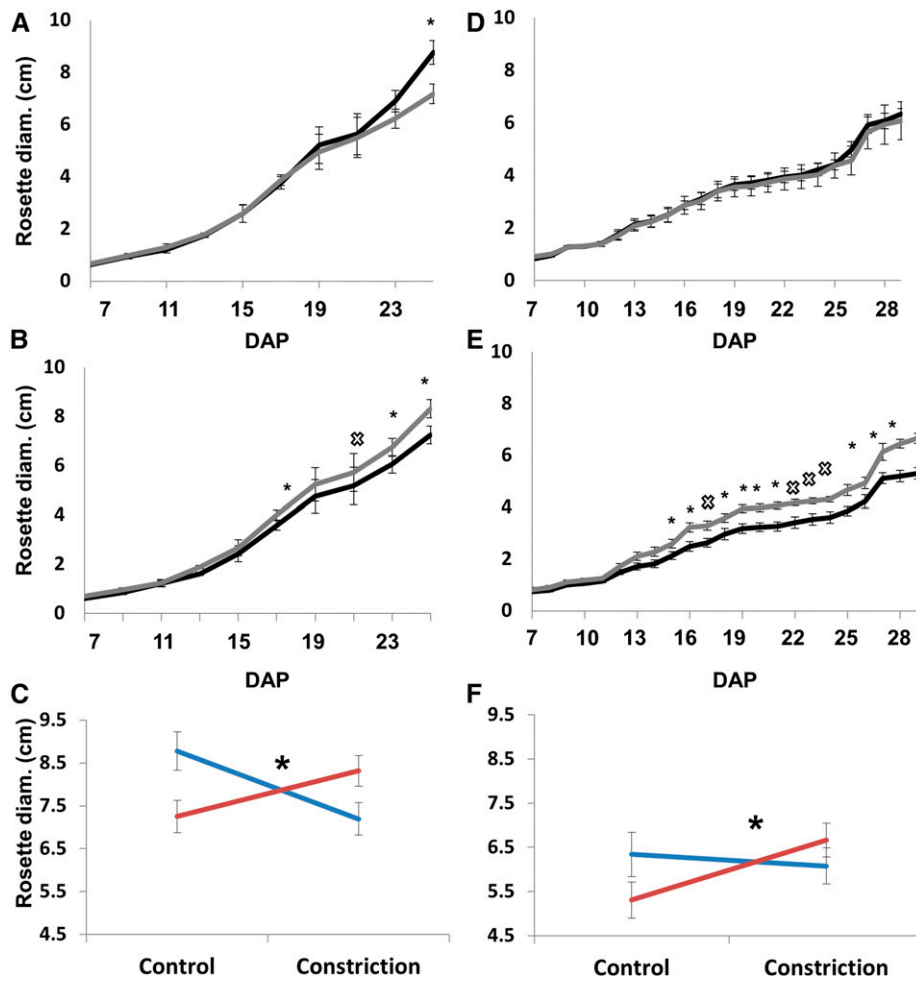 A
Rosette diam. (cm)
10
8
6
4
2
0
*
7 11 15 19 23
DAP
D
10
8
6
4
2
0
7 10 13 16 19 22 25 28
DAP
B
Rosette diam. (cm)
10
8
6
4
2
0
* * *
7 11 15 19 23
DAP
E
10
8
6
4
2
0
* * * * * * * * *
7 10 13 16 19 22 25 28
DAP
C
Rosette diam. (cm)
9.5
8.5
7.5
6.5
5.5
4.5
*
Control Constriction
F
9.5
8.5
7.5
6.5
5.5
4.5
*
Control Constriction